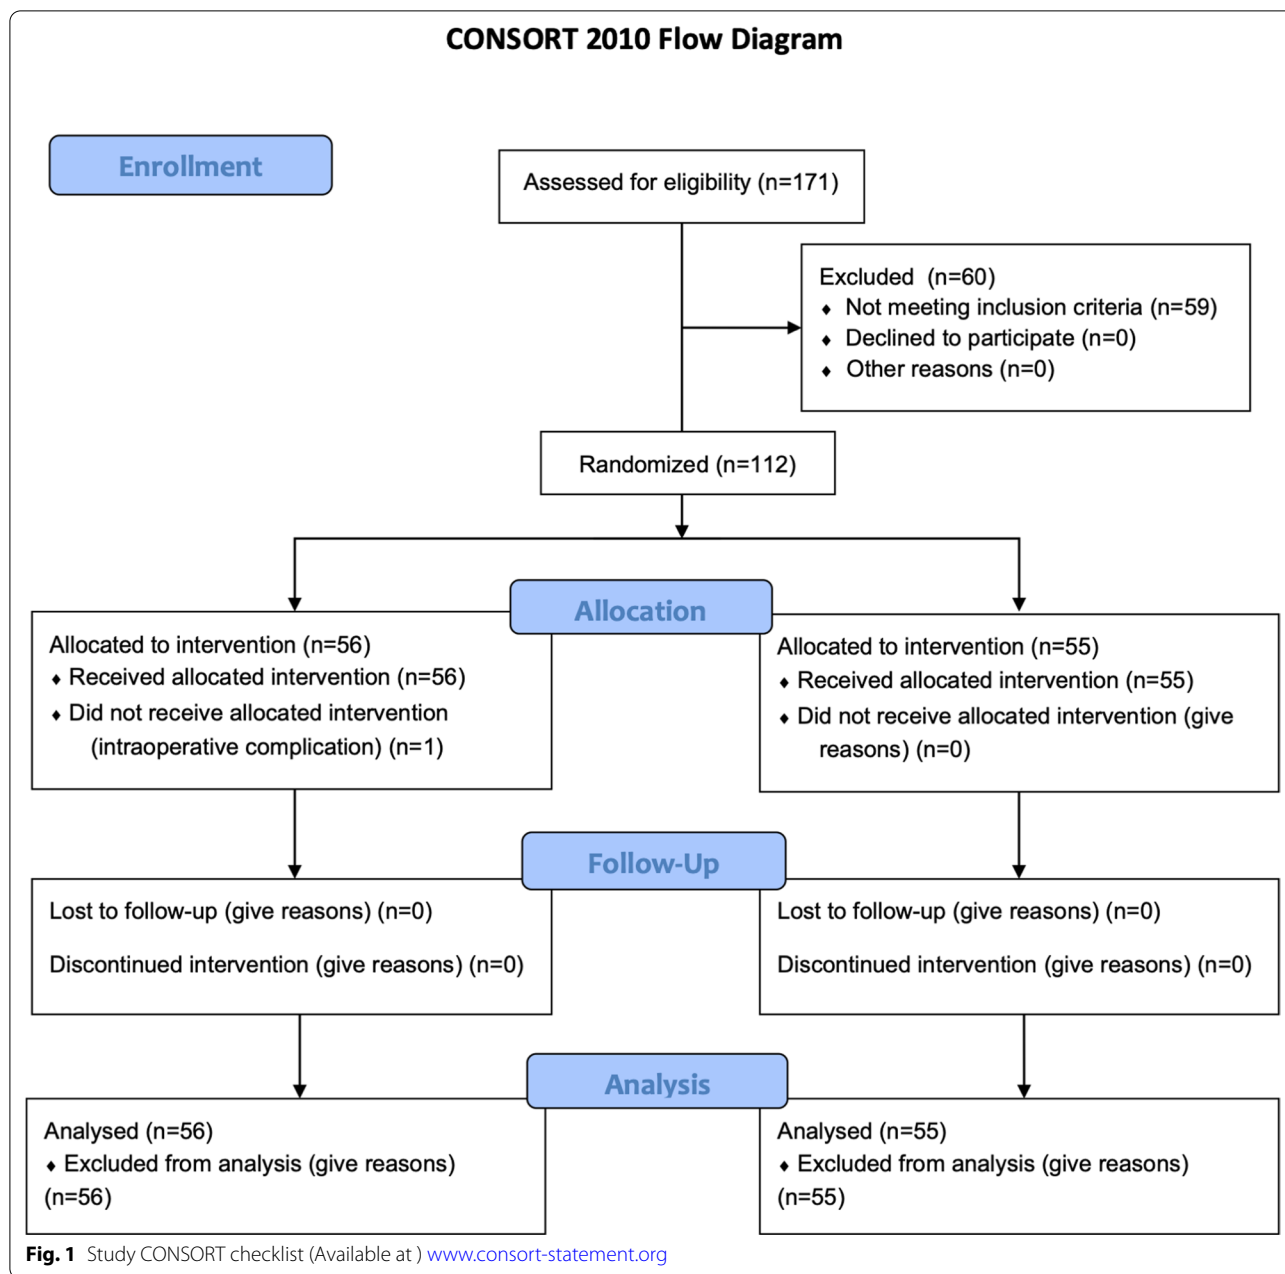 CONSORT 2010 Flow Diagram
Enrollment
Assessed for eligibility (n=171)
Excluded (n=60)
♦ Not meeting inclusion criteria (n=59)
♦ Declined to participate (n=0)
♦ Other reasons (n=0)
Randomized (n=112)
Allocation
Allocated to intervention (n=56)
♦ Received allocated intervention (n=56)
♦ Did not receive allocated intervention
(intraoperative complication) (n=1)
Allocated to intervention (n=55)
♦ Received allocated intervention (n=55)
♦ Did not receive allocated intervention (give
reasons) (n=0)
Follow-Up
Lost to follow-up (give reasons) (n=0)
Discontinued intervention (give reasons) (n=0)
Lost to follow-up (give reasons) (n=0)
Discontinued intervention (give reasons) (n=0)
Analysis
Analysed (n=56)
♦ Excluded from analysis (give reasons)
(n=56)
Analysed (n=55)
♦ Excluded from analysis (give reasons)
(n=55)
Fig. 1 Study CONSORT checklist (Available at ) www.consort-statement.org